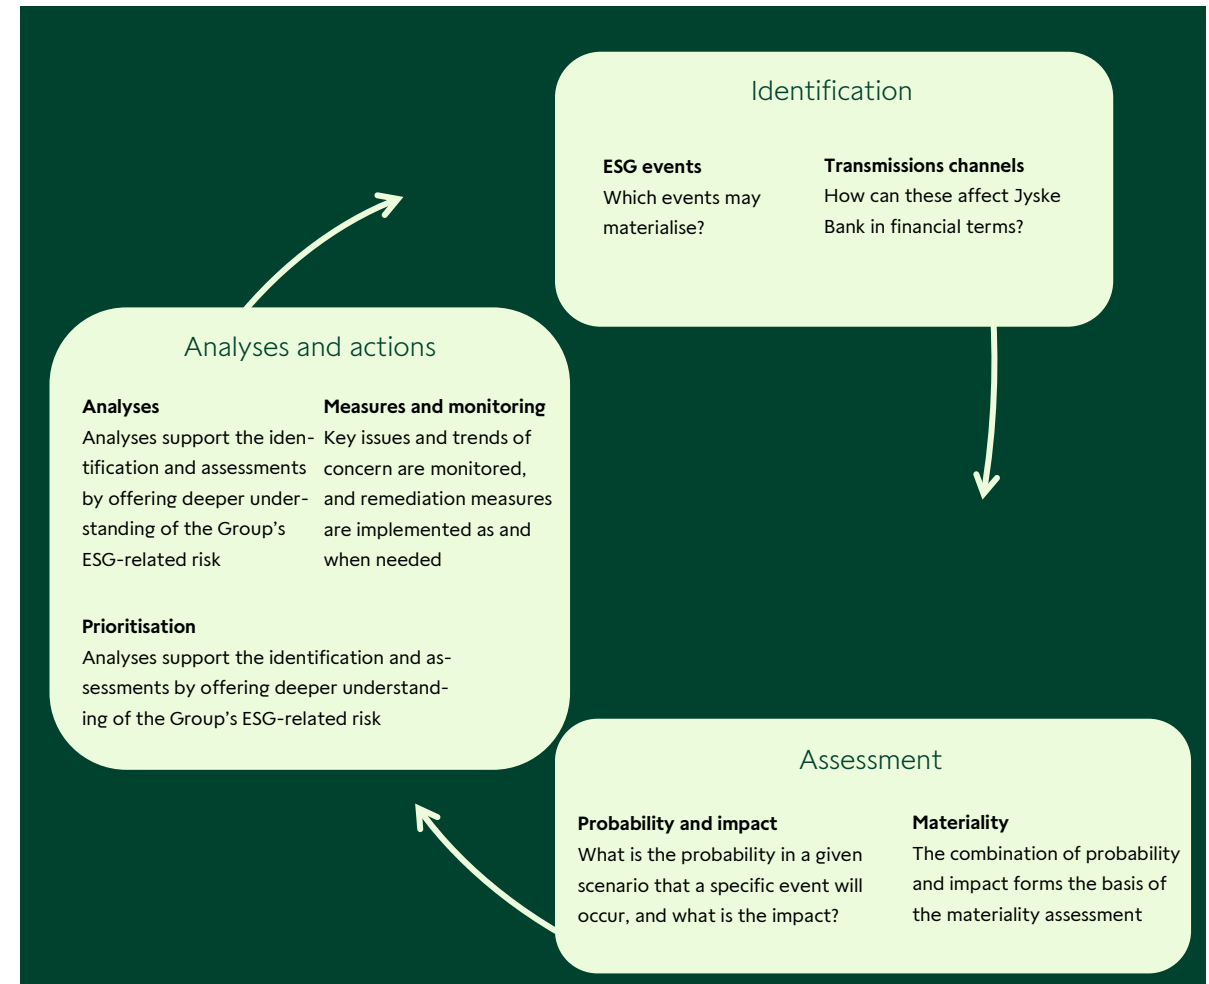 Identification
ESG events
Which events may
materialise?
Transmissions channels
How can these affect Jyske
Bank in financial terms?
Analyses and actions
Analyses
Analyses support the iden-
tification and assessments
by offering deeper under-
standing of the Group’s
ESG-related risk
Measures and monitoring
Key issues and trends of
concern are monitored,
and remediation measures
are implemented as and
when needed
Prioritisation
Analyses support the identification and as-
sessments by offering deeper understand-
ing of the Group’s ESG-related risk
Assessment
Probability and impact
What is the probability in a given
scenario that a specific event will
occur, and what is the impact?
Materiality
The combination of probability
and impact forms the basis of
the materiality assessment